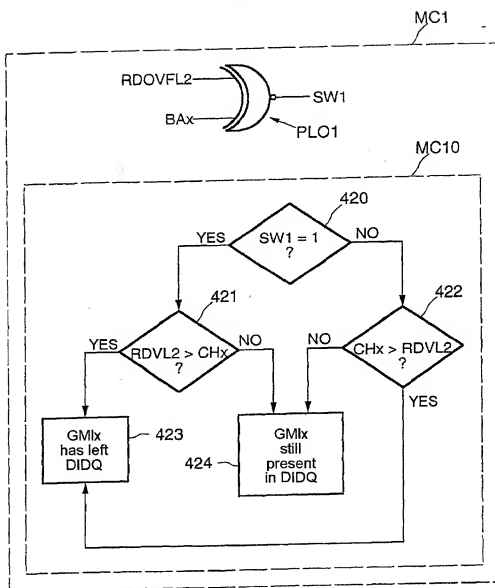 MC1
RDOVFL2
SW1
BAx
PLO1
MC10
420
SW1 = 1
?
YES
NO
421
422
RDVL2 > CHx
?
YES
NO
CHx > RDVL2
?
NO
YES
GMIx
has left
DIDQ
423
424
GMIx
still
present
in DIDQ